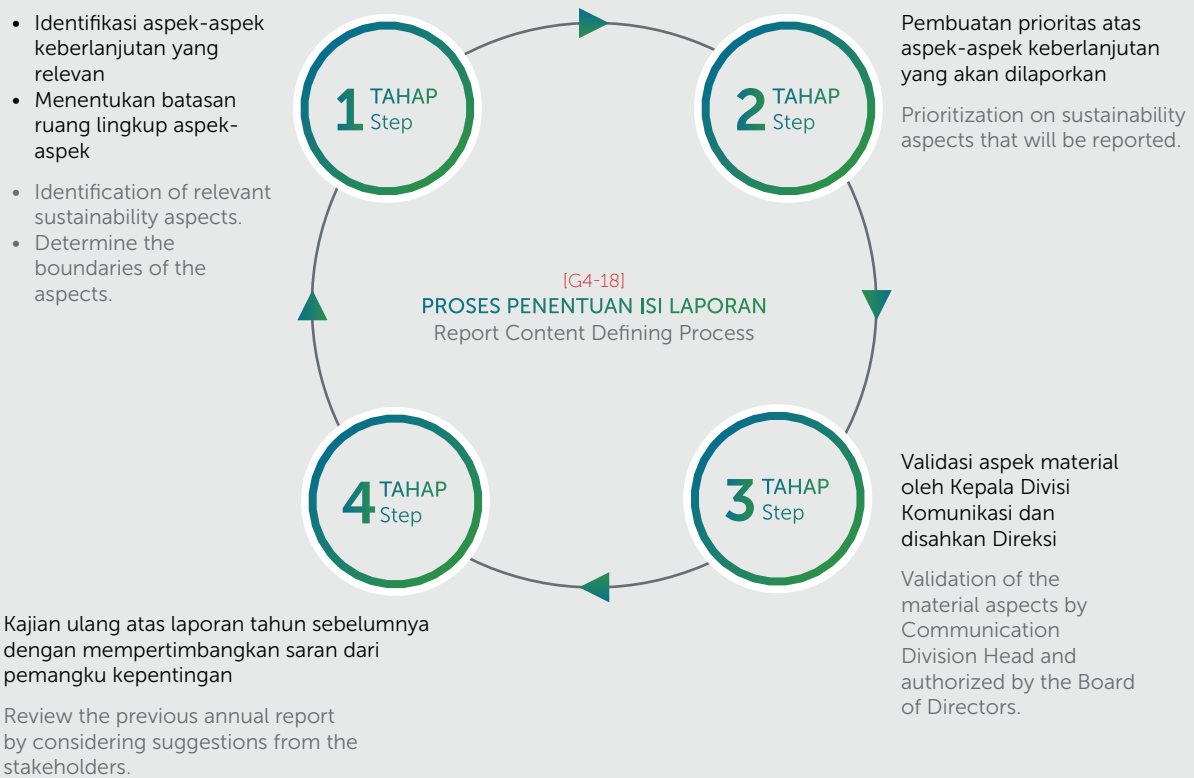 • Identifikasi aspek-aspek
keberlanjutan yang
relevan
• Menentukan batasan
ruang lingkup aspek-
aspek
• Identification of relevant
sustainability aspects.
• Determine the
boundaries of the
aspects.
1 TAHAP
Step
2 TAHAP
Step
Pembuatan prioritas atas
aspek-aspek keberlanjutan
yang akan dilaporkan
Prioritization on sustainability
aspects that will be reported.
[G4-18]
PROSES PENENTUAN ISI LAPORAN
Report Content Defining Process
3 TAHAP
Step
Validasi aspek material
oleh Kepala Divisi
Komunikasi dan
disahkan Direksi
Validation of the
material aspects by
Communication
Division Head and
authorized by the Board
of Directors.
4 TAHAP
Step
Kajian ulang atas laporan tahun sebelumnya
dengan mempertimbangkan saran dari
pemangku kepentingan
Review the previous annual report
by considering suggestions from the
stakeholders.